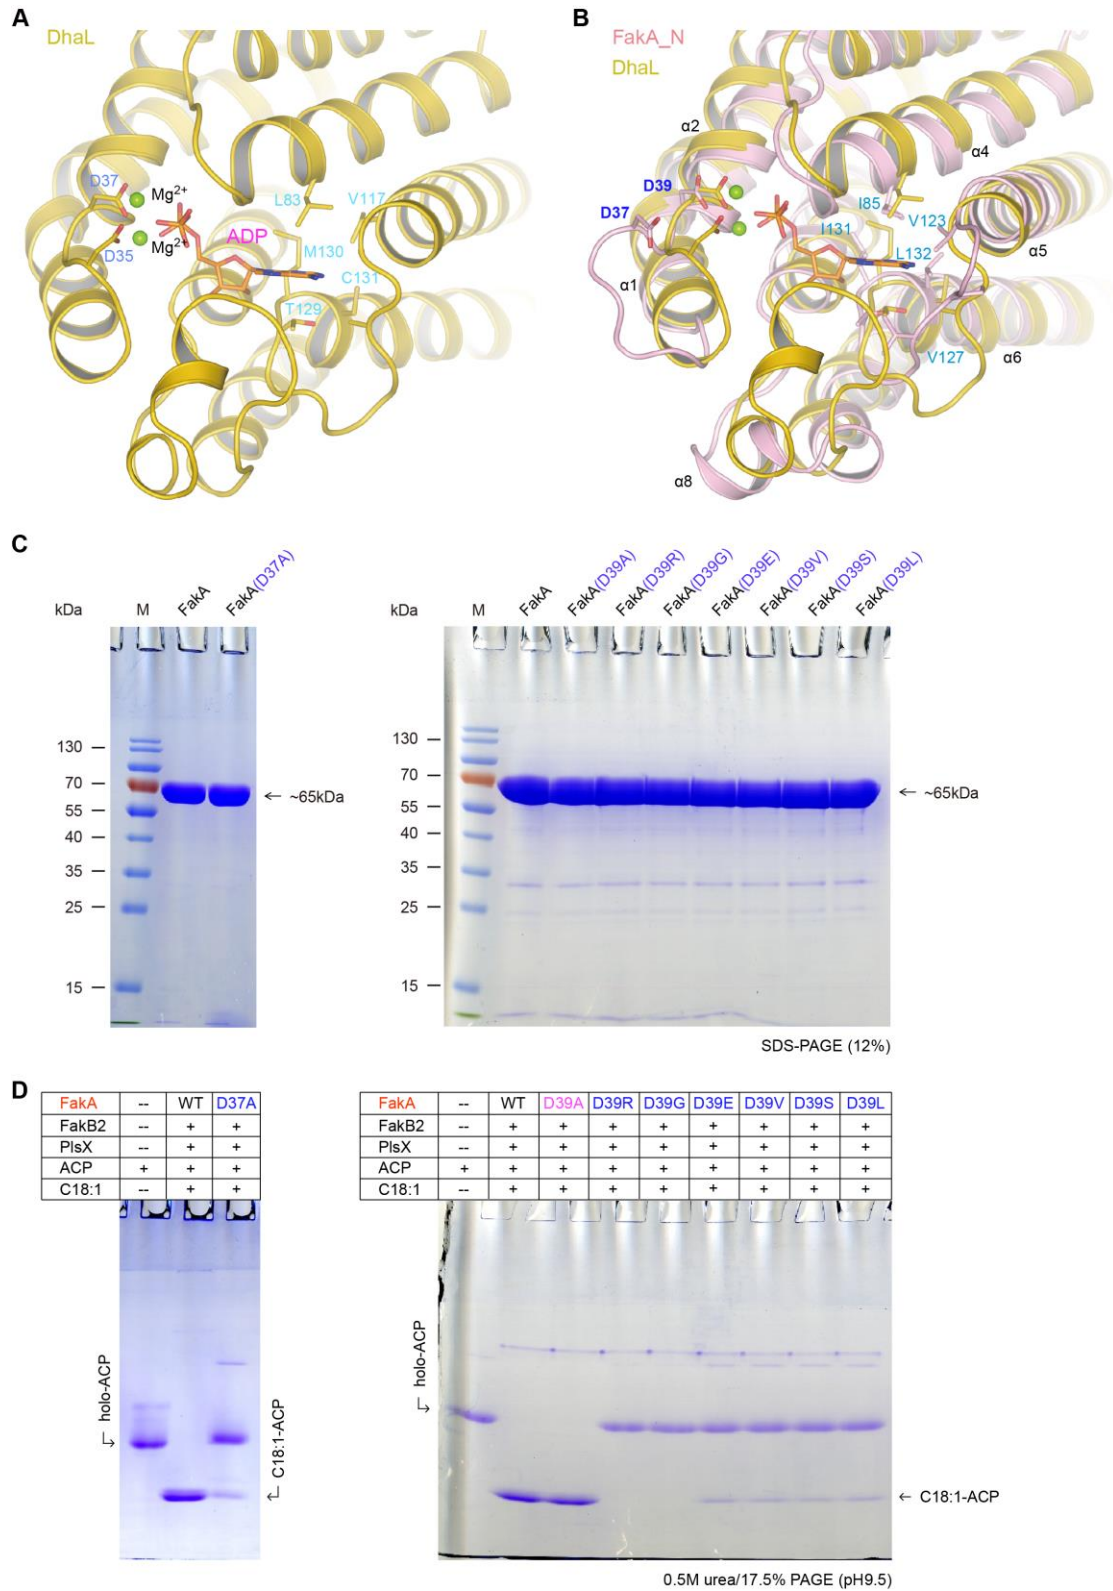 A
DhaL
D37
Mg2+
L83
V117
ADP
D35
Mg2+
M130
C131
T129
B
FakA_N
DhaL
α2
α4
D39
D37
I85
V123
I131
L132
α5
α1
V127
α6
α8
C
kDa M FakA FakA(D37A)
130
70
55
40
35
25
15
← ~65kDa
kDa M FakA FakA(D39A) FakA(D39R) FakA(D39G) FakA(D39E) FakA(D39V) FakA(D39S) FakA(D39L)
130
70
55
40
35
25
15
← ~65kDa
SDS-PAGE (12%)
D
FakA -- WT D37A
FakB2 -- + +
PlsX -- + +
ACP + + +
C18:1 -- + +
holo-ACP
C18:1-ACP
FakA -- WT D39A D39R D39G D39E D39V D39S D39L
FakB2 -- + + + + + + + +
PlsX -- + + + + + + + +
ACP + + + + + + + + +
C18:1 -- + + + + + + + +
holo-ACP
← C18:1-ACP
0.5M urea/17.5% PAGE (pH9.5)